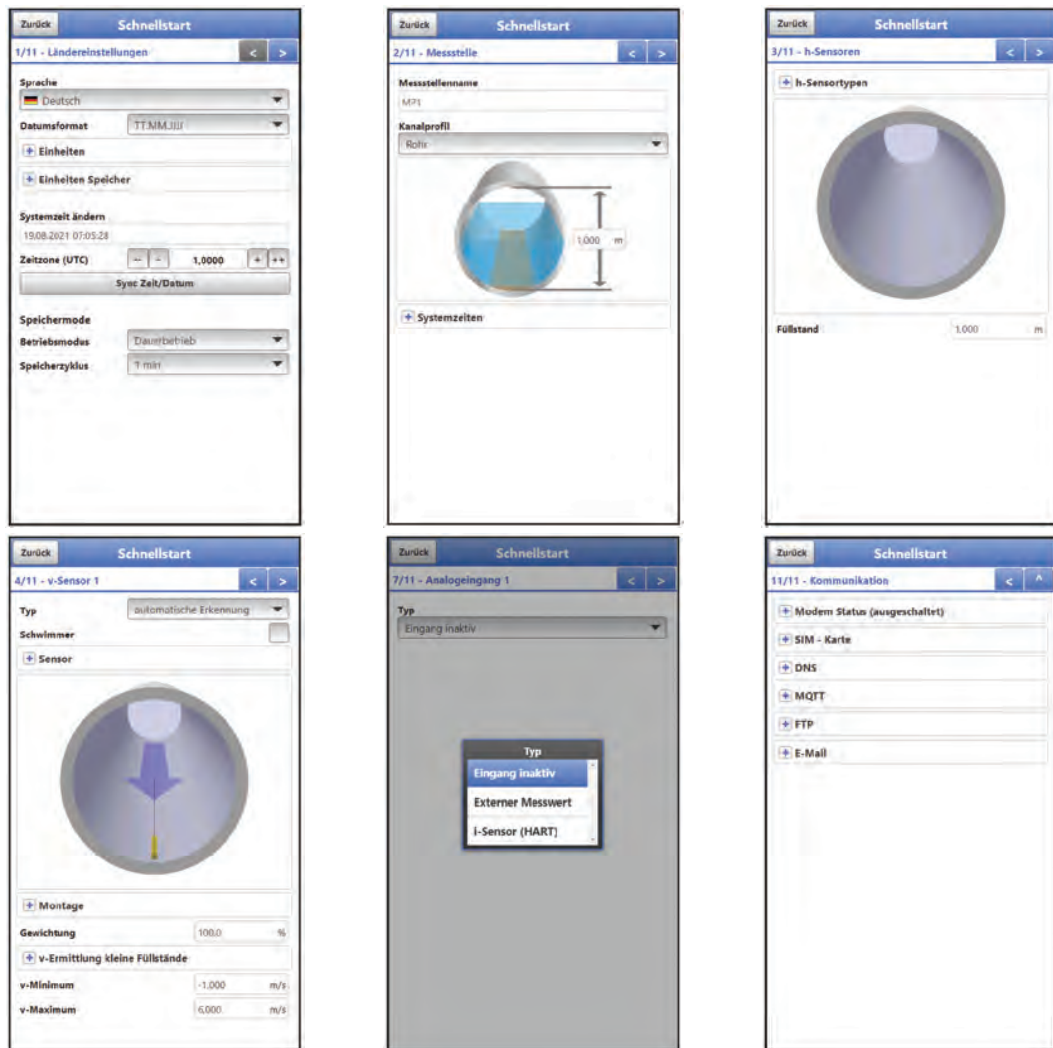 Zurück Schnellstart
1/11 - Ländereinstellungen < >
Sprache
Deutsch
Datumsformat TT.MM.JJJJ
+ Einheiten
+ Einheiten Speicher
Systemzeit ändern
19.08.2021 07:05:28
Zeitzone (UTC) -- - 1,0000 + ++
Sync Zeit/Datum
Speichermode
Betriebsmodus Dauerbetrieb
Speicherzyklus 1 min
Zurück Schnellstart
2/11 - Messstelle < >
Messstellenname
MP1
Kanalprofil
Rohr
1,000 m
+ Systemzeiten
Zurück Schnellstart
3/11 - h-Sensoren < >
+ h-Sensortypen
Füllstand 1,000 m
Zurück Schnellstart
4/11 - v-Sensor 1 < >
Typ automatische Erkennung
Schwimmer
+ Sensor
+ Montage
Gewichtung 100,0 %
+ v-Ermittlung kleine Füllstände
v-Minimum -1,000 m/s
v-Maximum 6,000 m/s
Zurück Schnellstart
7/11 - Analogeingang 1 < >
Typ
Eingang inaktiv
Typ
Eingang inaktiv
Externer Messwert
i-Sensor (HART)
Zurück Schnellstart
11/11 - Kommunikation < ^
+ Modem Status (ausgeschaltet)
+ SIM - Karte
+ DNS
+ MQTT
+ FTP
+ E-Mail